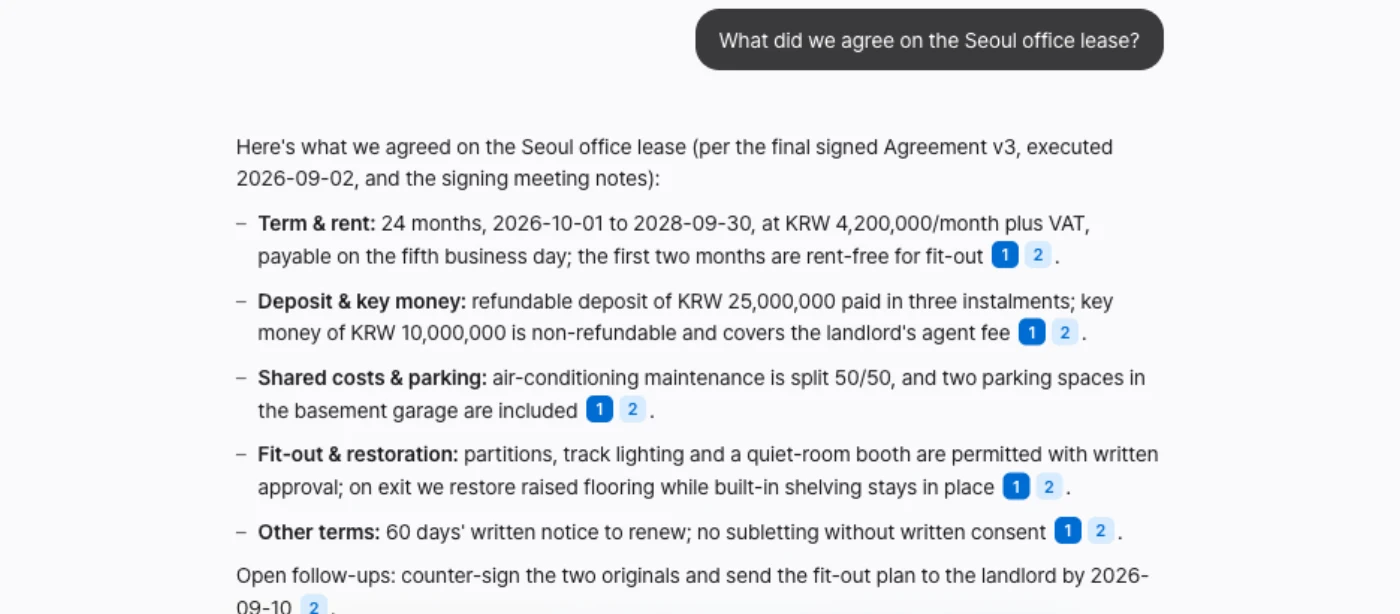 What did we agree on the Seoul office lease?
Here's what we agreed on the Seoul office lease (per the final signed Agreement v3, executed
2026-09-02, and the signing meeting notes):
– Term & rent: 24 months, 2026-10-01 to 2028-09-30, at KRW 4,200,000/month plus VAT,
payable on the fifth business day; the first two months are rent-free for fit-out 1 2 .
– Deposit & key money: refundable deposit of KRW 25,000,000 paid in three instalments; key
money of KRW 10,000,000 is non-refundable and covers the landlord's agent fee 1 2 .
– Shared costs & parking: air-conditioning maintenance is split 50/50, and two parking spaces in
the basement garage are included 1 2 .
– Fit-out & restoration: partitions, track lighting and a quiet-room booth are permitted with written
approval; on exit we restore raised flooring while built-in shelving stays in place 1 2 .
– Other terms: 60 days' written notice to renew; no subletting without written consent 1 2 .
Open follow-ups: counter-sign the two originals and send the fit-out plan to the landlord by 2026-
09-10 2 .